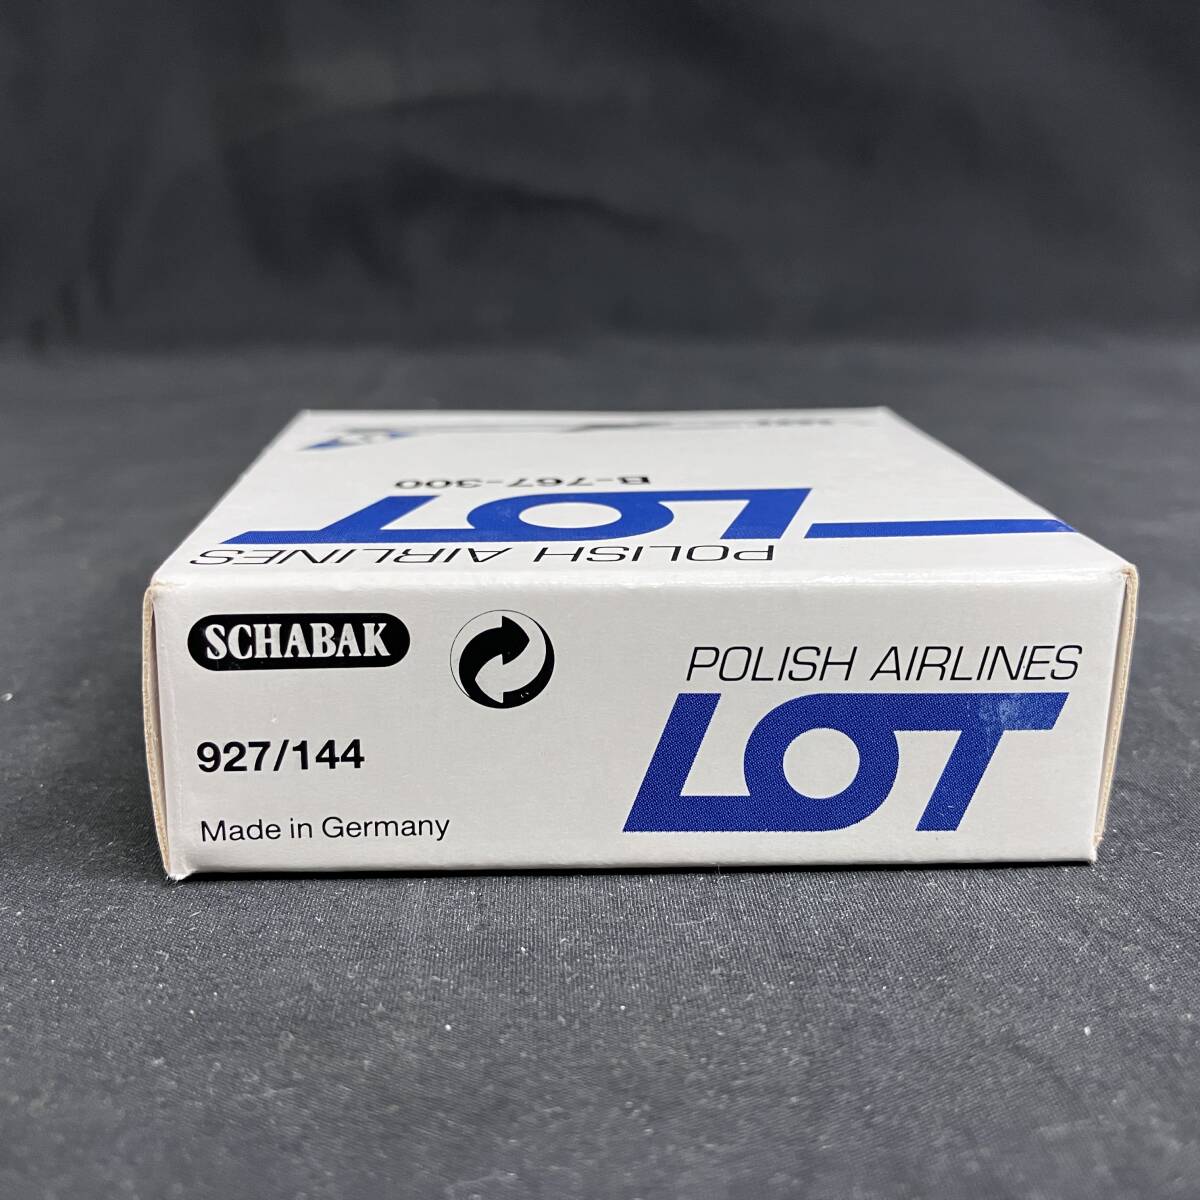 B-767-300
LOT
POLISH AIRLINES
SCHABAK
927/144
Made in Germany
POLISH AIRLINES
LOT